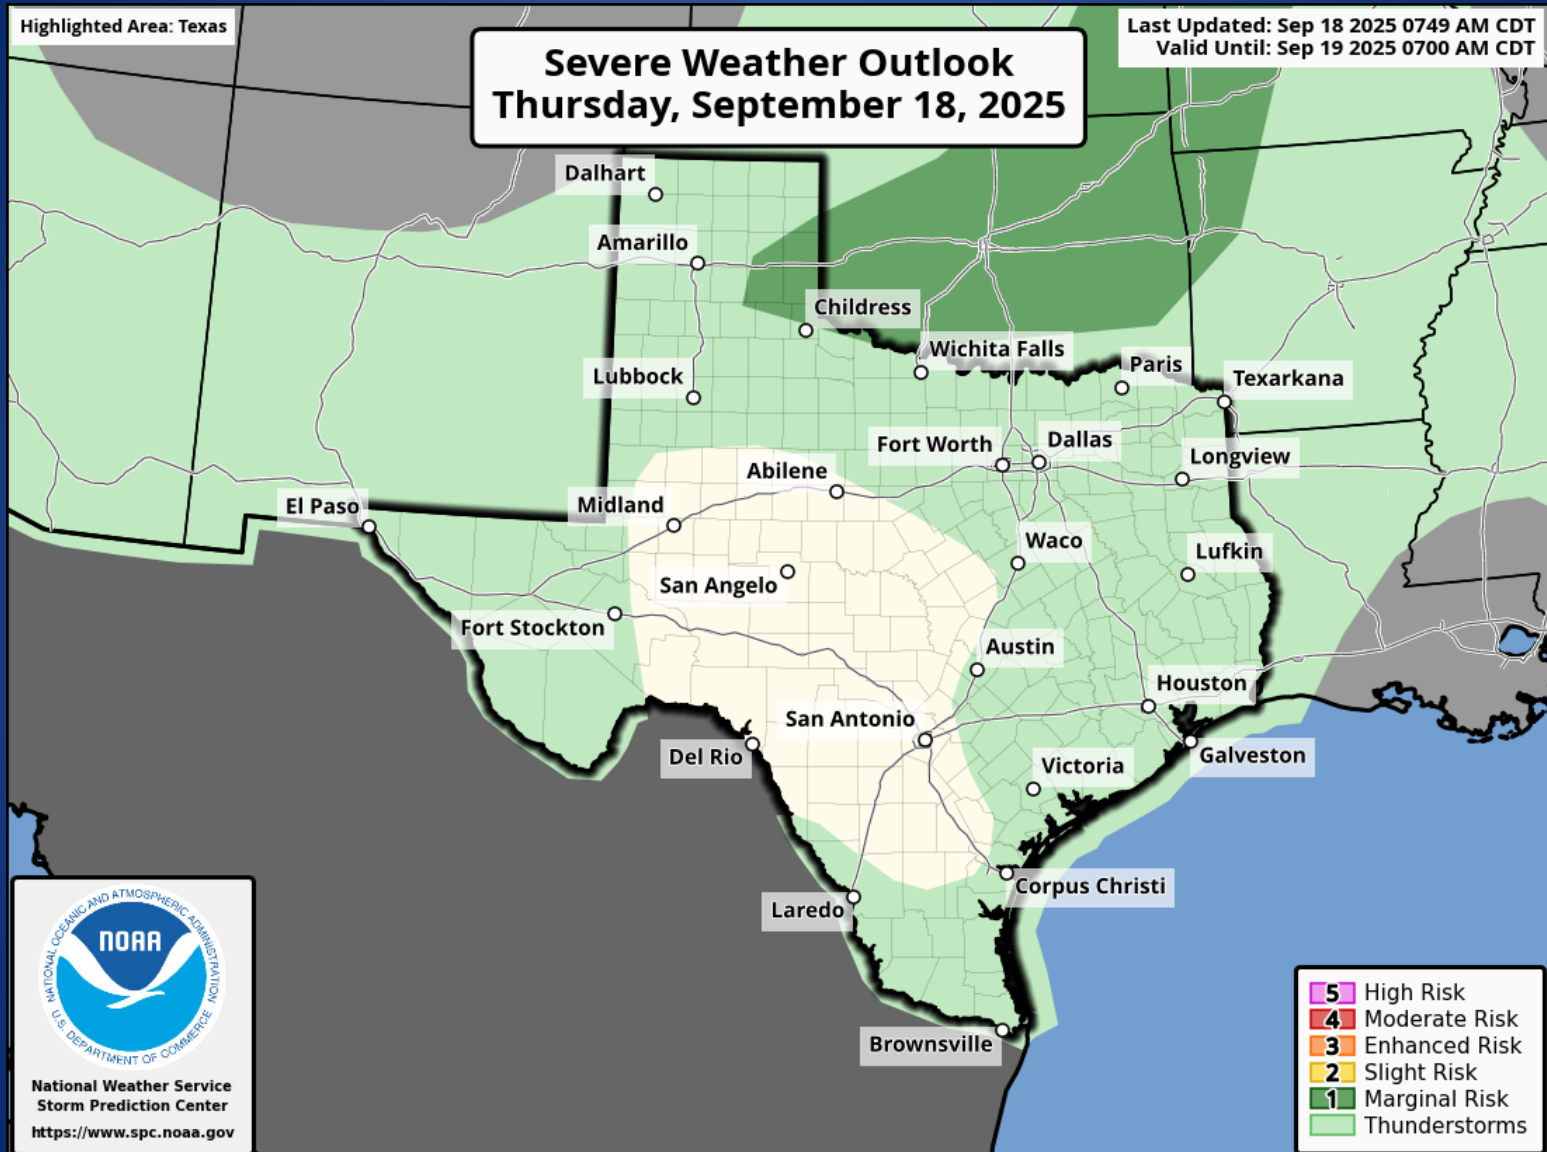 Highlighted Area: Texas
Severe Weather Outlook
Thursday, September 18, 2025
Last Updated: Sep 18 2025 0749 AM CDT
Valid Until: Sep 19 2025 0700 AM CDT
Dalhart
Amarillo
Childress
Wichita Falls
Paris
Texarkana
Lubbock
Fort Worth
Dallas
Longview
Abilene
Midland
El Paso
Waco
Lufkin
San Angelo
Fort Stockton
Austin
Houston
San Antonio
Del Rio
Galveston
Victoria
Corpus Christi
Laredo
Brownsville
NATIONAL OCEANIC AND ATMOSPHERIC ADMINISTRATION
NOAA
U.S. DEPARTMENT OF COMMERCE
National Weather Service
Storm Prediction Center
https://www.spc.noaa.gov
5 High Risk
4 Moderate Risk
3 Enhanced Risk
2 Slight Risk
1 Marginal Risk
Thunderstorms